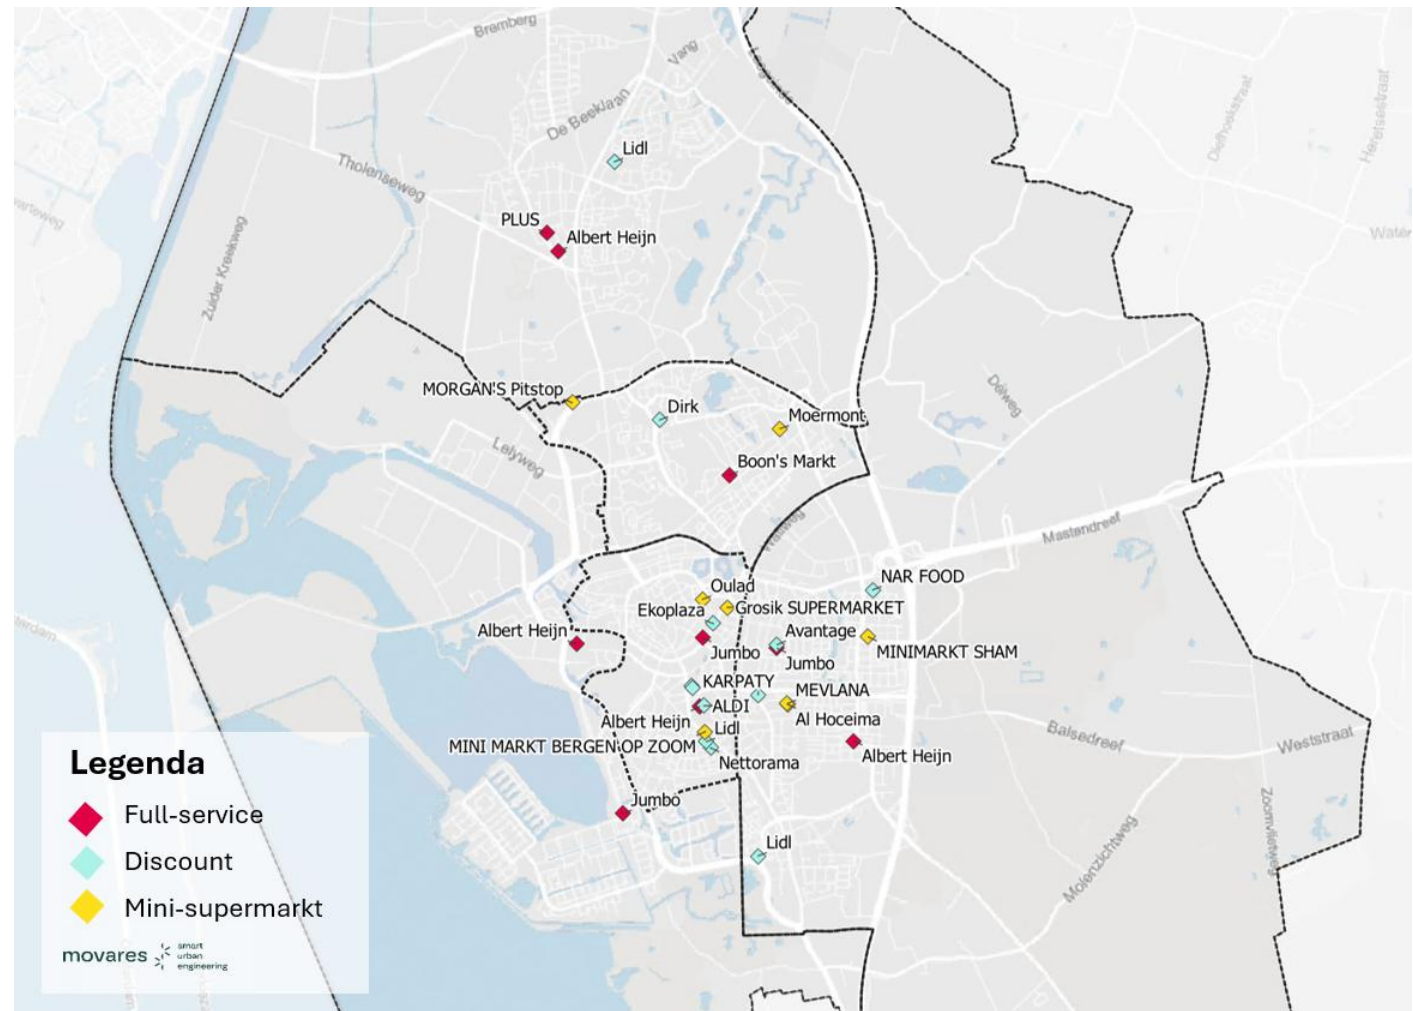 Bramberg
Vang
De Beeklaan
Lidl
Tholenseweg
Diefhoekstraat
Heretsestraat
PLUS
Albert Heijn
Zuider Kreekweg
MORGAN'S Pitstop
Dirk
Moermont
Boon's Markt
Lelyweg
Mastendreef
Oulad
NAR FOOD
Ekoplaza
Grosik SUPERMARKET
Albert Heijn
Avantage
Jumbo
Jumbo
MINIMARKT SHAM
KARPATY
MEVLANA
ALDI
Albert Heijn
Al Hoceima
Lidl
MINI MARKT BERGEN OP ZOOM
Nettorama
Albert Heijn
Balsedreef
Weststraat
Jumbo
Lidl
Zoomvlietweg
Molenzichtweg
Legenda
Full-service
Discount
Mini-supermarkt
movares
smart
urban
engineering